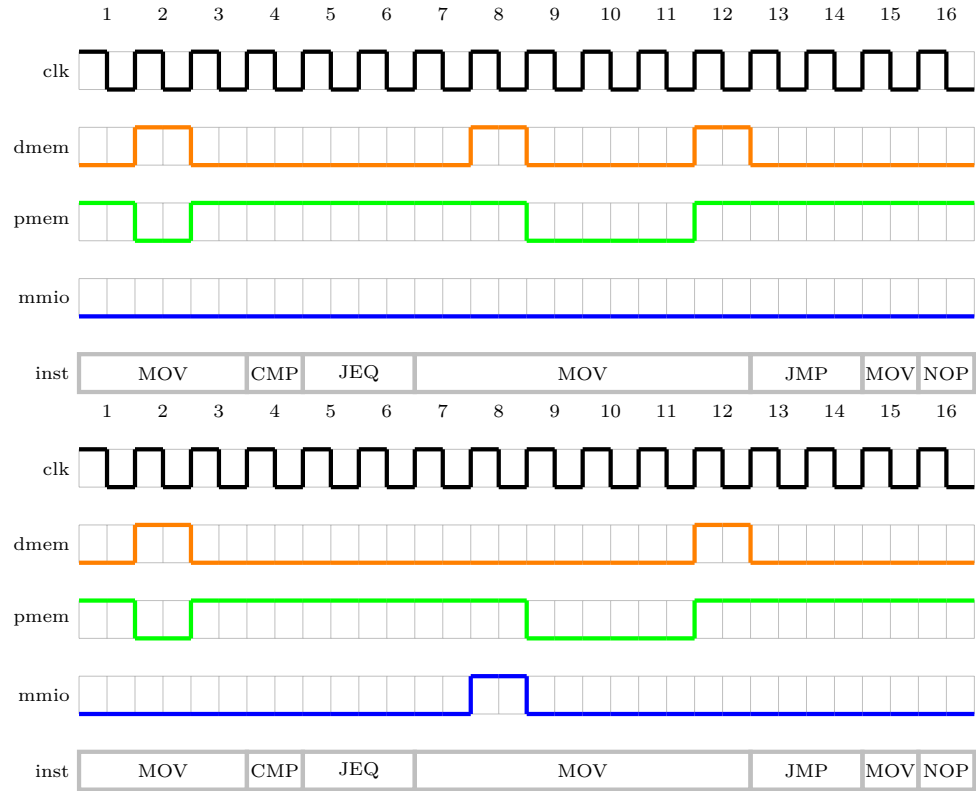 1 2 3 4 5 6 7 8 9 10 11 12 13 14 15 16
clk
dmem
pmem
mmio
inst MOV CMP JEQ MOV JMP MOV NOP
1 2 3 4 5 6 7 8 9 10 11 12 13 14 15 16
clk
dmem
pmem
mmio
inst MOV CMP JEQ MOV JMP MOV NOP